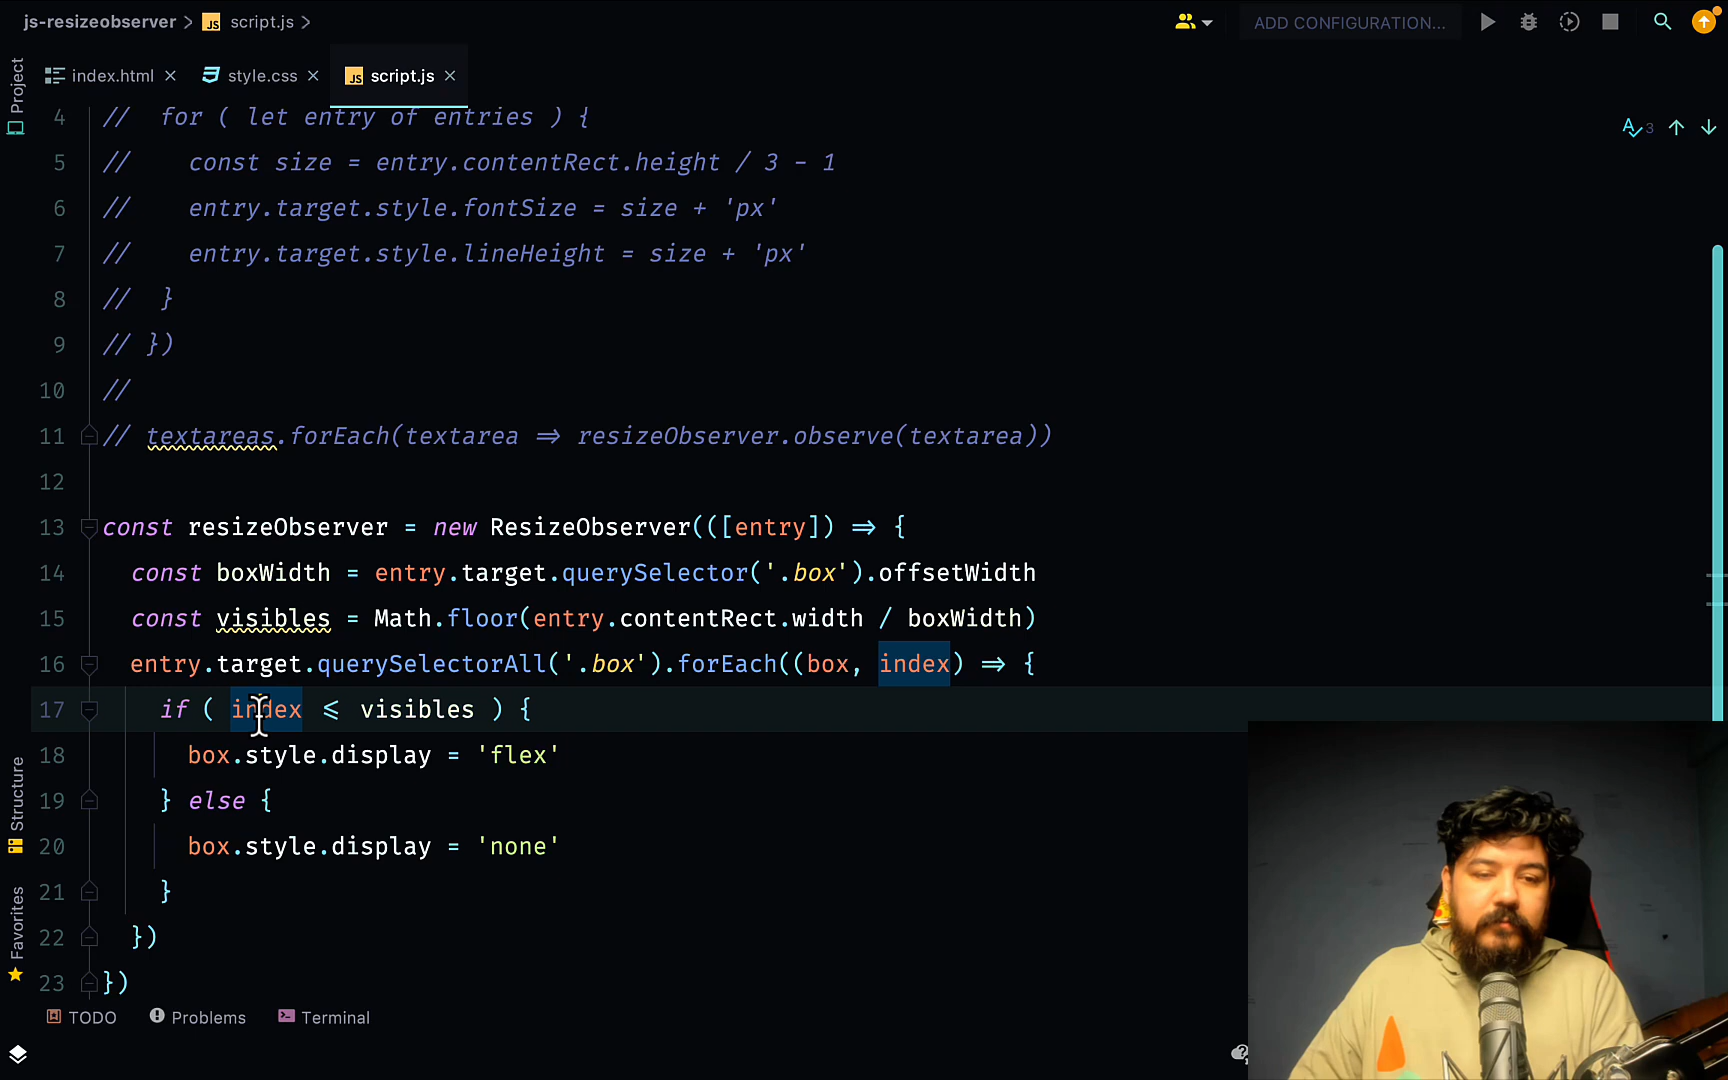 js-resizeobserver > JS script.js >
ADD CONFIGURATION...
Project
index.html ×
style.css ×
JS script.js ×
3
4 // for ( let entry of entries ) {
5 // const size = entry.contentRect.height / 3 - 1
6 // entry.target.style.fontSize = size + 'px'
7 // entry.target.style.lineHeight = size + 'px'
8 // }
9 // })
10 //
11 // textareas.forEach(textarea ⇒ resizeObserver.observe(textarea))
12
13 const resizeObserver = new ResizeObserver(([entry]) ⇒ {
14 const boxWidth = entry.target.querySelector('.box').offsetWidth
15 const visibles = Math.floor(entry.contentRect.width / boxWidth)
16 entry.target.querySelectorAll('.box').forEach((box, index) ⇒ {
17 if ( index ≤ visibles ) {
18 box.style.display = 'flex'
19 } else {
20 box.style.display = 'none'
21 }
22 })
23 })
Structure
Favorites
TODO
Problems
Terminal